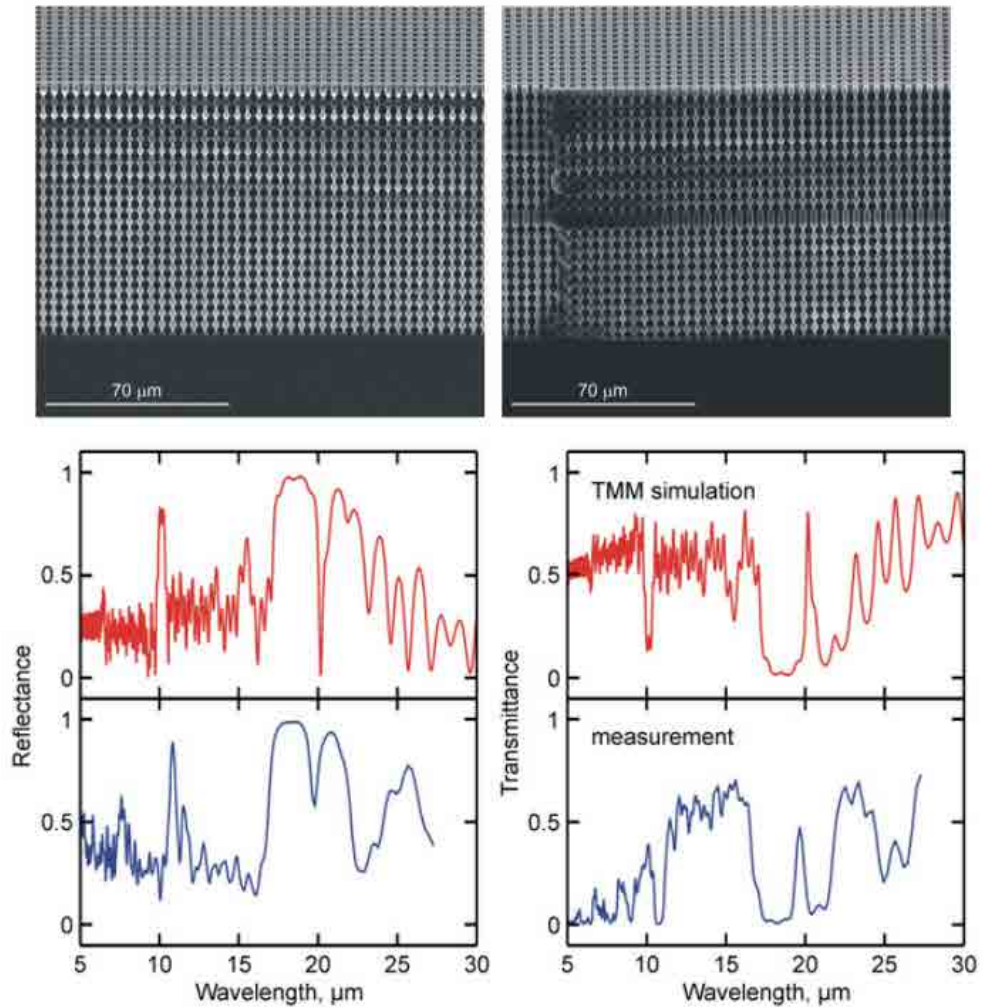 70 µm
70 µm
1
0.5
0
1
0.5
0
Reflectance
5 10 15 20 25 30
Wavelength, µm
TMM simulation
1
0.5
0
measurement
1
0.5
0
Transmittance
5 10 15 20 25 30
Wavelength, µm